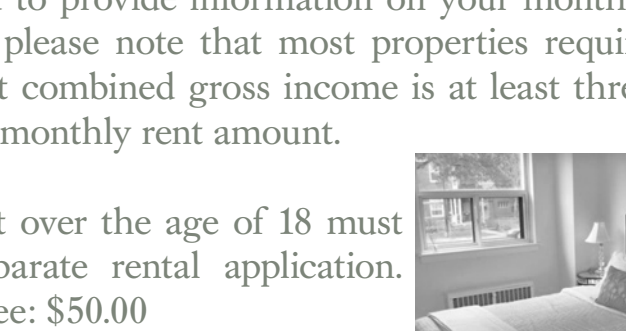 to provide information on your month
please note that most properties requi
t combined gross income is at least thre
monthly rent amount.
t over the age of 18 must
parate rental application.
ee: $50.00